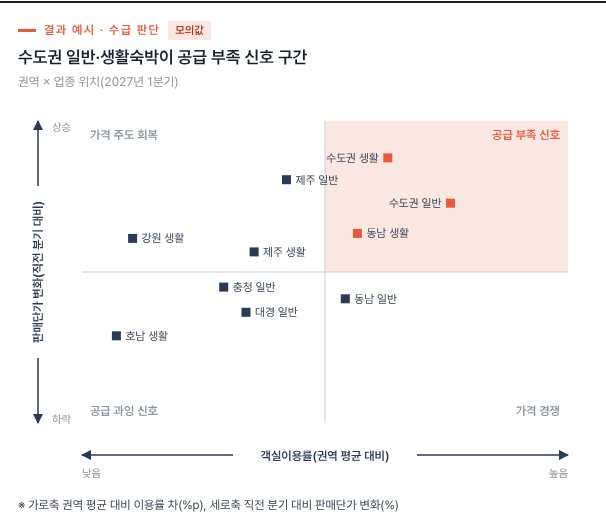 결과 예시 · 수급 판단 모의값
수도권 일반·생활숙박이 공급 부족 신호 구간
권역 × 업종 위치(2027년 1분기)
상승
가격 주도 회복
공급 부족 신호
수도권 생활
제주 일반
수도권 일반
동남 생활
강원 생활
제주 생활
판매단가 변화(직전 분기 대비)
충청 일반
동남 일반
대경 일반
호남 생활
공급 과잉 신호
가격 경쟁
하락
객실이용률(권역 평균 대비)
낮음
높음
※ 가로축 권역 평균 대비 이용률 차(%p), 세로축 직전 분기 대비 판매단가 변화(%)